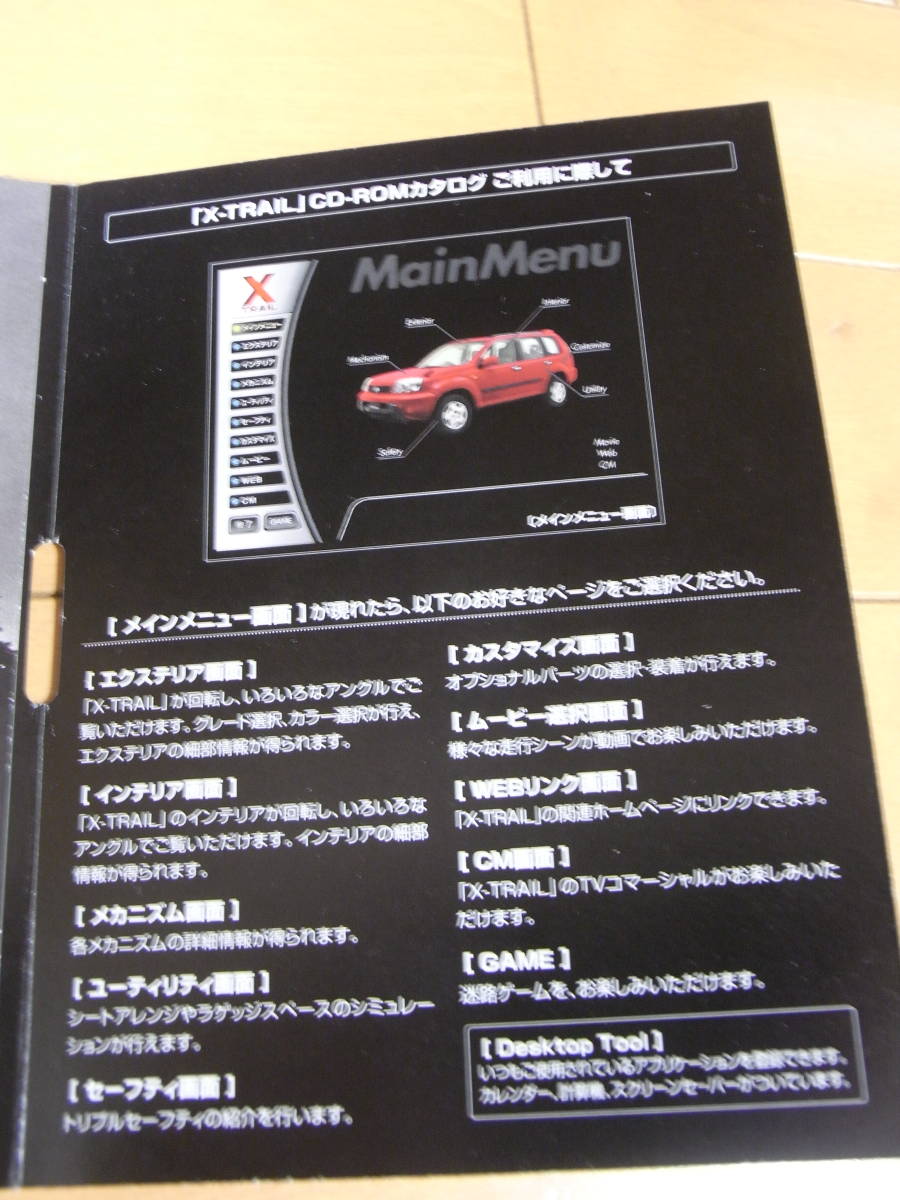 「X-TRAIL」CD-ROMカタログ ご利用に際して
MainMenu
X
TRAIL
メインメニュー
エクステリア
インテリア
メカニズム
ユーティリティ
セーフティ
カスタマイズ
ムービー
WEB
CM
終了 GAME
Interior
Exterior
Customize
Mechanism
Utility
Safety
Movie
Web
CM
[メインメニュー画面]
[ メインメニュー画面 ] が現れたら、以下のお好きなページをご選択ください。
[ エクステリア画面 ]
「X-TRAIL」が回転し、いろいろなアングルでご
覧いただけます。グレード選択、カラー選択が行え、
エクステリアの細部情報が得られます。
[ インテリア画面 ]
「X-TRAIL」のインテリアが回転し、いろいろな
アングルでご覧いただけます。インテリアの細部
情報が得られます。
[ メカニズム画面 ]
各メカニズムの詳細情報が得られます。
[ ユーティリティ画面 ]
シートアレンジやラゲッジスペースのシミュレー
ションが行えます。
[ セーフティ画面 ]
トリプルセーフティの紹介を行います。
[ カスタマイズ画面 ]
オプショナルパーツの選択・装着が行えます。
[ ムービー選択画面 ]
様々な走行シーンが動画でお楽しみいただけます。
[ WEBリンク画面 ]
「X-TRAIL」の関連ホームページにリンクできます。
[ CM画面 ]
「X-TRAIL」のTVコマーシャルがお楽しみいた
だけます。
[ GAME ]
迷路ゲームを、お楽しみいただけます。
[ Desktop Tool ]
いつもご使用されているアプリケーションを登録できます。
カレンダー、計算機、スクリーンセーバーがついています。